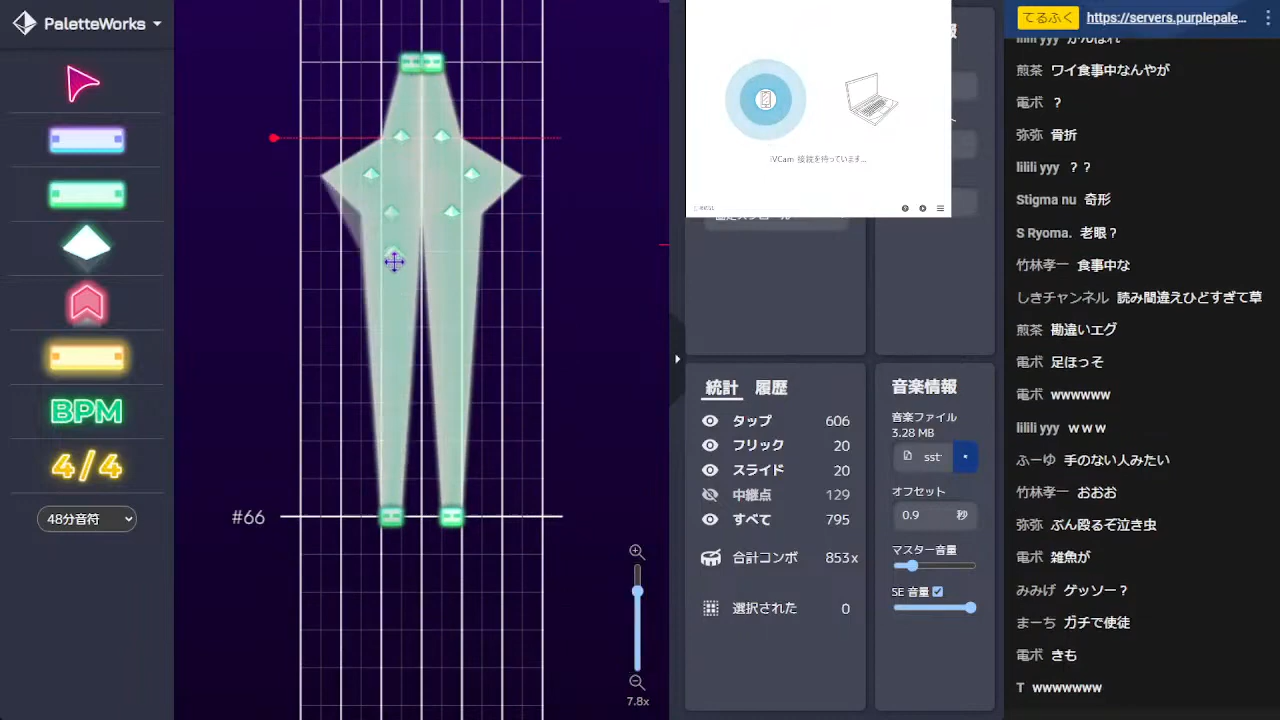 PaletteWorks
BPM
4/4
48分音符
#66
7.8x
iVCam 接続を待っています...
統計 履歴
タップ 606
フリック 20
スライド 20
中継点 129
すべて 795
合計コンボ 853x
選択された 0
音楽情報
音楽ファイル
3.28 MB
sst
オフセット
0.9 秒
マスター音量
SE 音量
てるふく https://servers.purplepale...
lilili yyy がんばれ
煎茶 ワイ食事中なんやが
電ボ ?
弥弥 骨折
lilili yyy ？？
Stigma nu 奇形
S Ryoma. 老眼？
竹林孝一 食事中な
しきチャンネル 読み間違えひどすぎて草
煎茶 勘違いエグ
電ボ 足ほっそ
電ボ wwwwww
lilili yyy ｗｗｗ
ふーゆ 手のない人みたい
竹林孝一 おおお
弥弥 ぶん殴るぞ泣き虫
電ボ 雑魚が
みみげ ゲッソー？
まーち ガチで使徒
電ボ きも
T wwwwwww